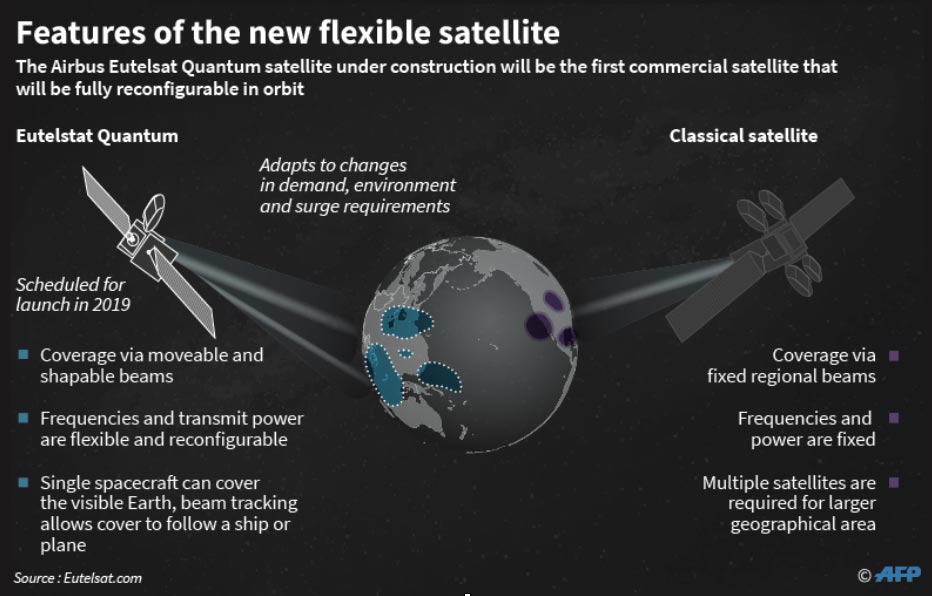 Features of the new flexible satellite
The Airbus Eutelsat Quantum satellite under construction will be the first commercial satellite that
will be fully reconfigurable in orbit
Eutelstat Quantum
Classical satellite
Adapts to changes
in demand, environment
and surge requirements
Scheduled for
launch in 2019
Coverage via moveable and
shapable beams
Frequencies and transmit power
are flexible and reconfigurable
Single spacecraft can cover
the visible Earth, beam tracking
allows cover to follow a ship or
plane
Coverage via
fixed regional beams
Frequencies and
power are fixed
Multiple satellites are
required for larger
geographical area
Source : Eutelsat.com
© AFP